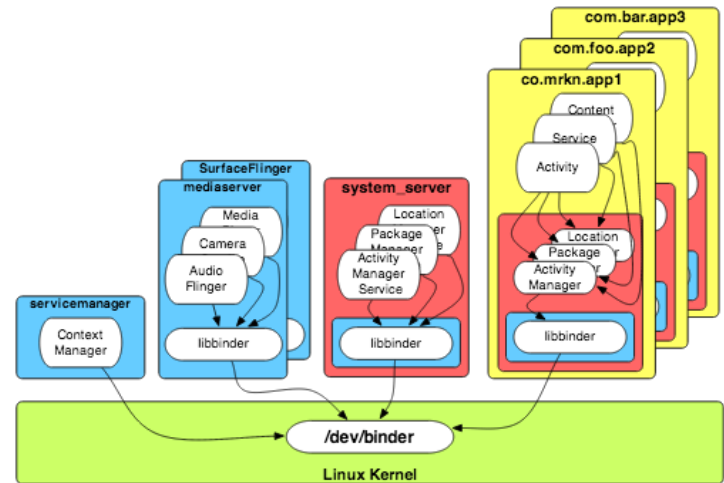 com.bar.app3
com.foo.app2
co.mrkn.app1
Content
Service
Activity
Location
Package
Activity
Manager
libbinder
SurfaceFlinger
mediaserver
Media
Camera
Audio
Flinger
libbinder
system_server
Location
Package
Activity
Manager
Service
libbinder
servicemanager
Context
Manager
/dev/binder
Linux Kernel